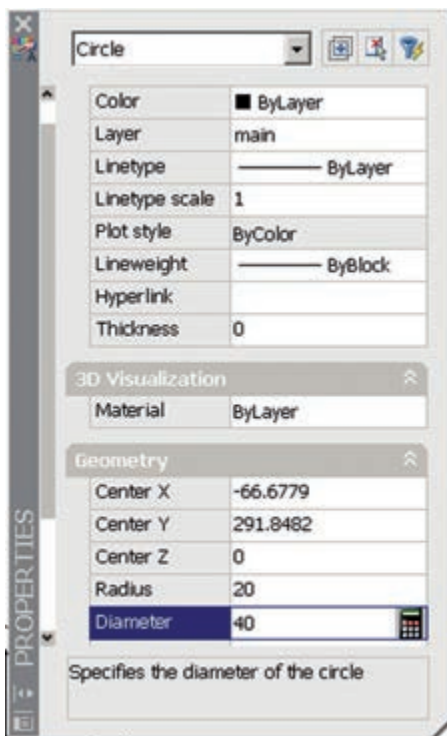 Circle
Color ByLayer
Layer main
Linetype ByLayer
Linetype scale 1
Plot style ByColor
Lineweight ByBlock
Hyperlink
Thickness 0
3D Visualization
Material ByLayer
Geometry
Center X -66.6779
Center Y 291.8482
Center Z 0
Radius 20
Diameter 40
Specifies the diameter of the circle
PROPERTIES